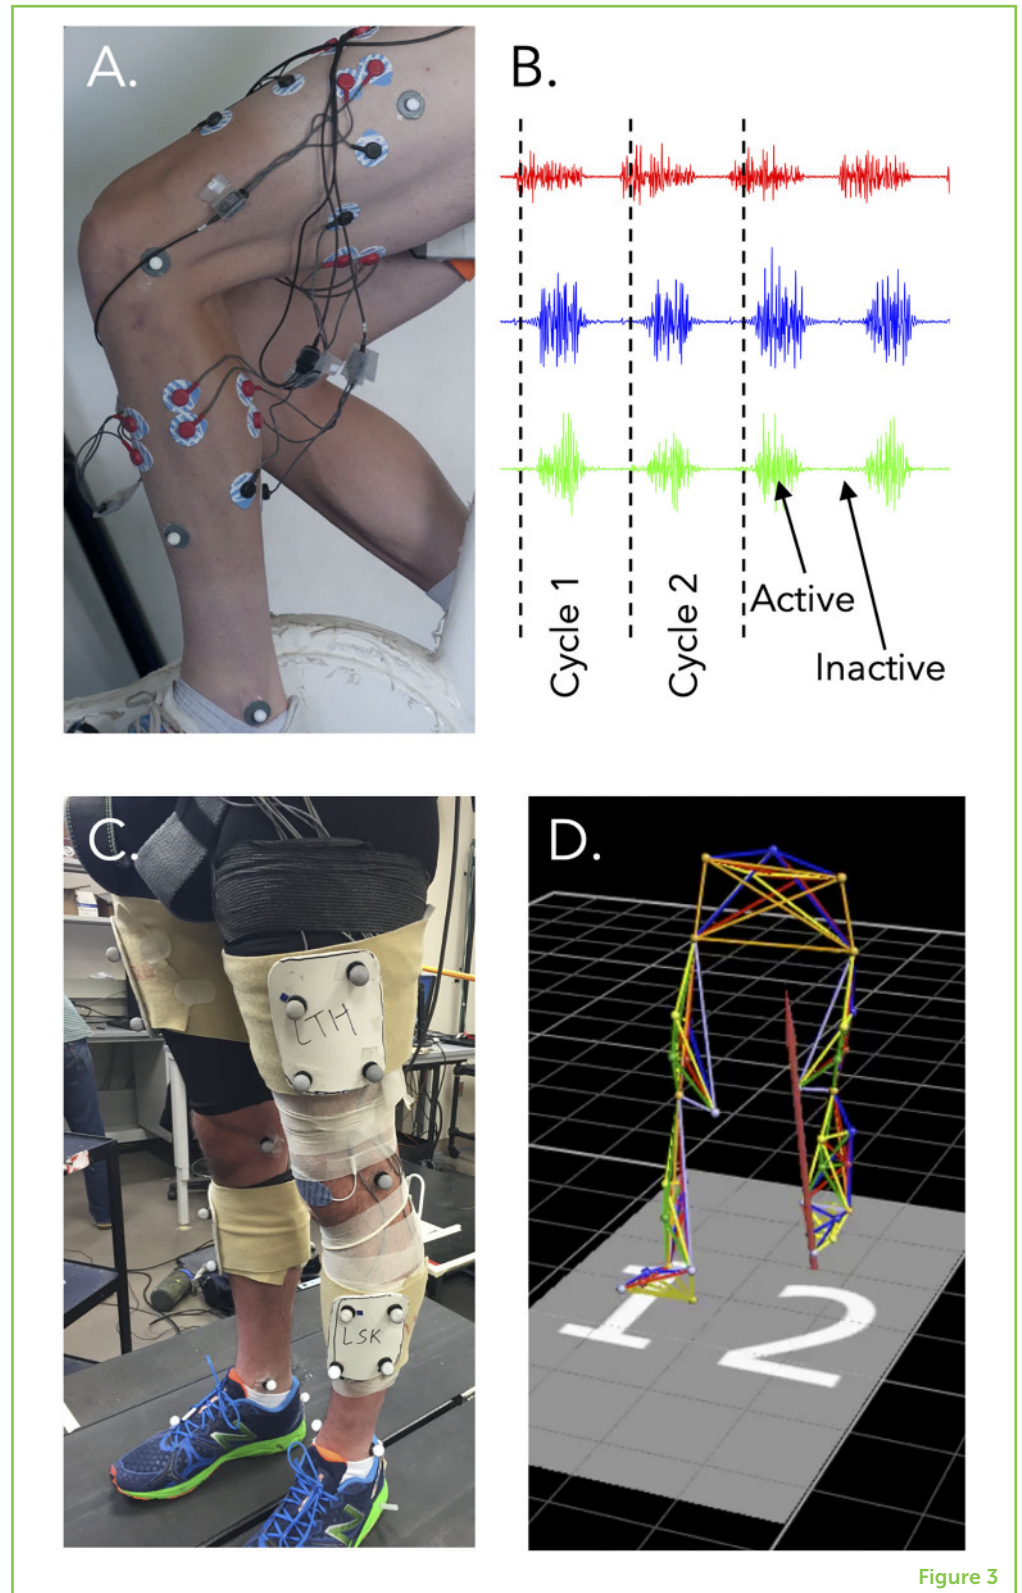 A.
B.
Cycle 1
Cycle 2
Active
Inactive
C.
LTH
LSK
N
N
D.
1
2
Figure 3